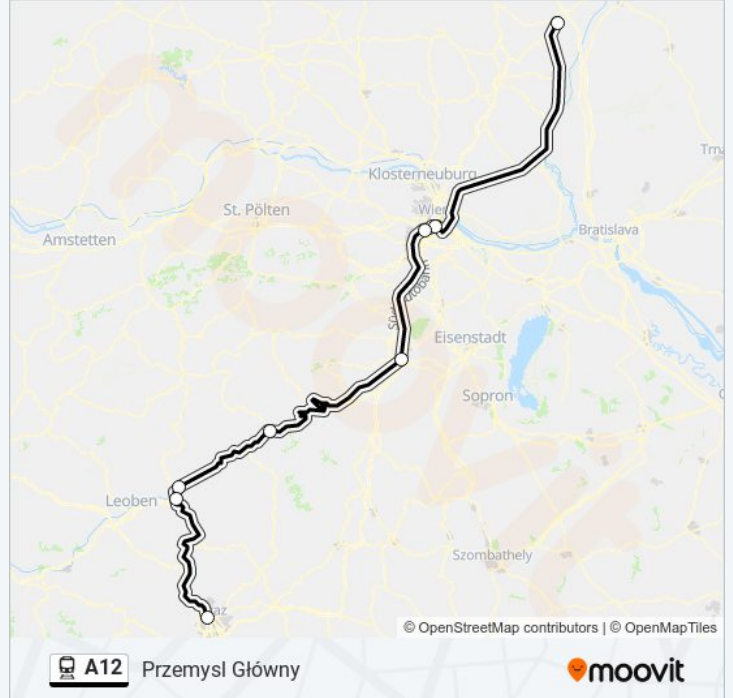 Klosterneuburg
Wien
St. Pölten
Amstetten
Bratislava
Eisenstadt
Sopron
Leoben
Szombathely
© OpenStreetMap contributors | © OpenMapTiles
A12 Przemysl Główny
moovit